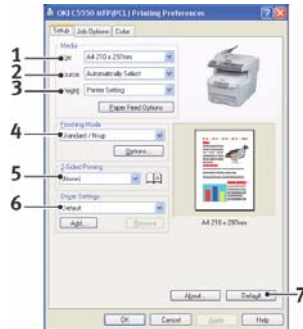 OKI C5550 MFP(PCL) Printing Preferences
Setup Job Options Color
Media
1 Size: A4 210 x 297mm
2 Source: Automatically Select
3 Weight: Printer Setting
Paper Feed Options
Finishing Mode
4 Standard / N-up
Options...
2-Sided Printing
5 (None)
Driver Settings
6 Default
Add... Remove
A4 210 x 297mm
About... Default 7
OK Cancel Apply Help